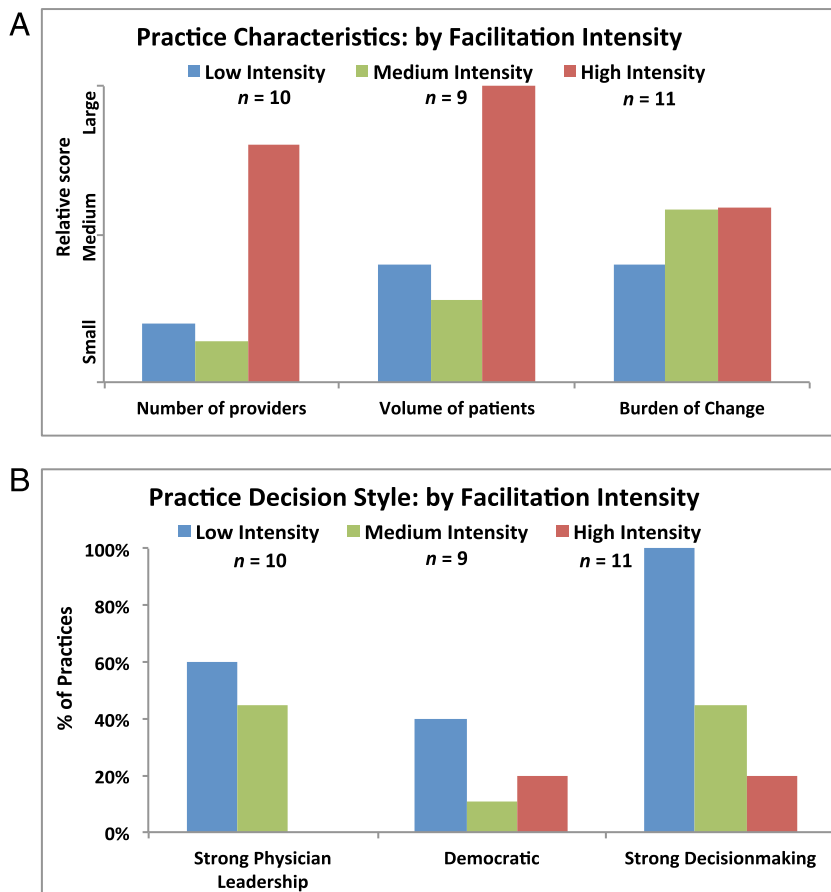 A
Practice Characteristics: by Facilitation Intensity
Low Intensity Medium Intensity High Intensity
n = 10 n = 9 n = 11
Relative score
Large
Medium
Small
Number of providers Volume of patients Burden of Change
B
Practice Decision Style: by Facilitation Intensity
Low Intensity Medium Intensity High Intensity
n = 10 n = 9 n = 11
% of Practices
100%
80%
60%
40%
20%
0%
Strong Physician Democratic Strong Decisionmaking
Leadership